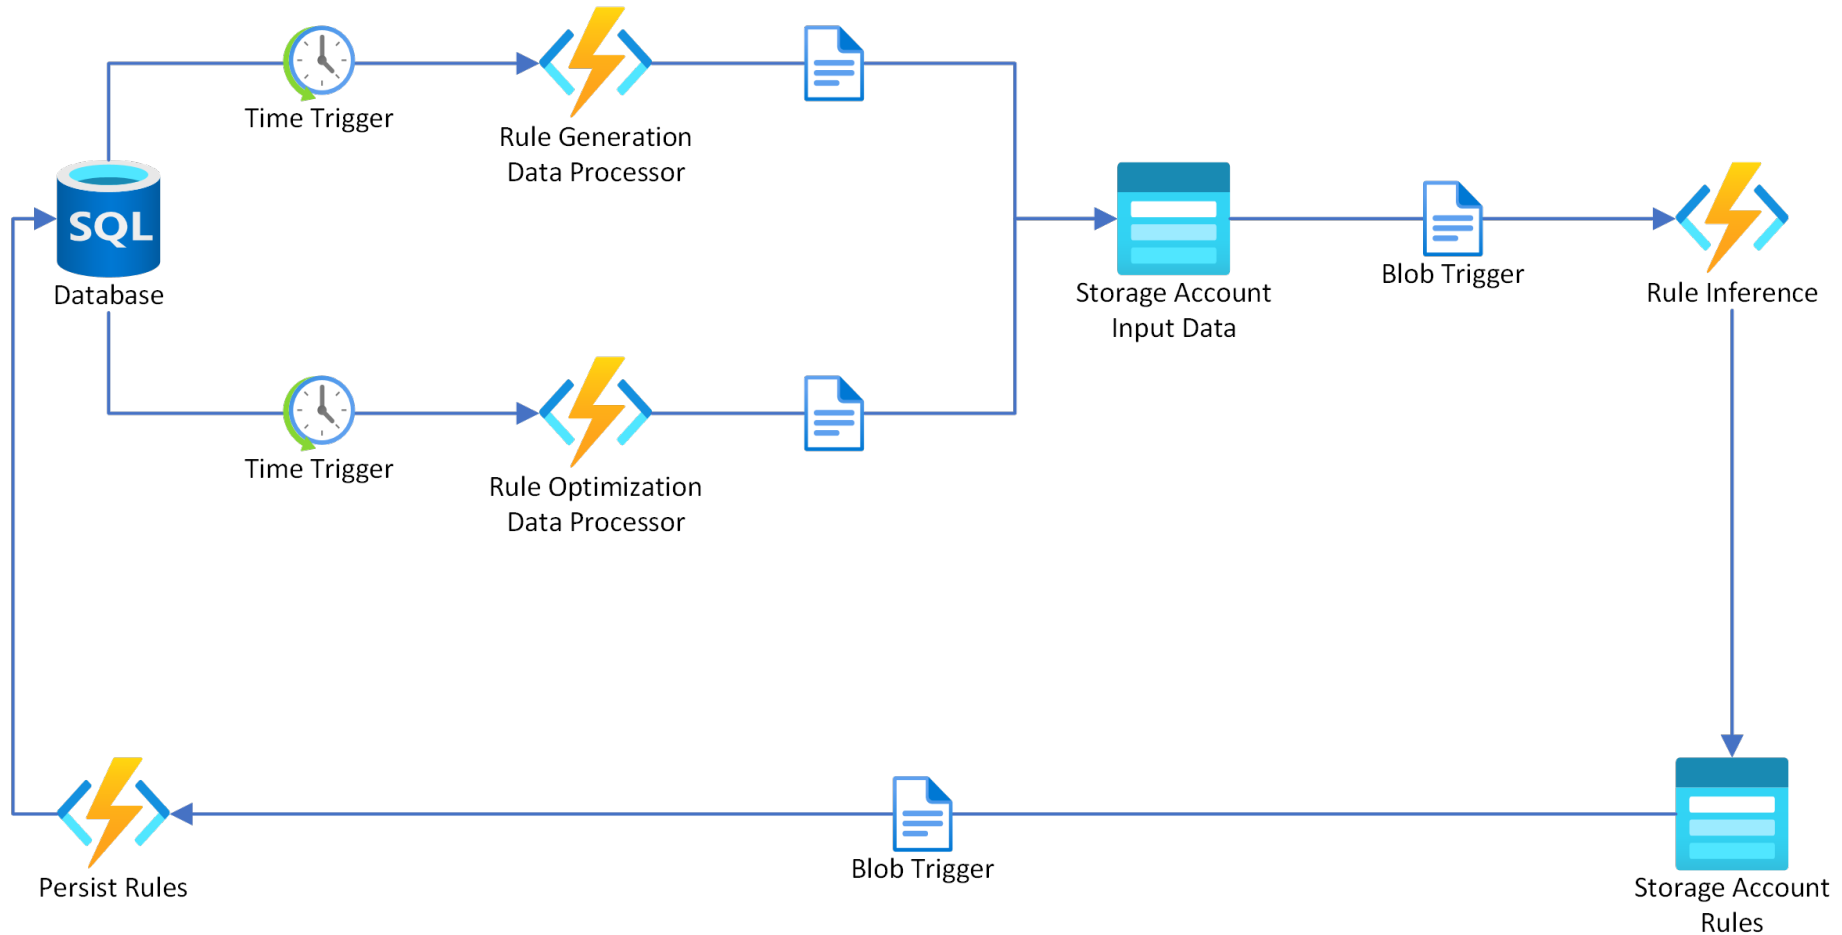 Time Trigger
Rule Generation
Data Processor
SQL
Database
Storage Account
Input Data
Blob Trigger
Rule Inference
Time Trigger
Rule Optimization
Data Processor
Persist Rules
Blob Trigger
Storage Account
Rules